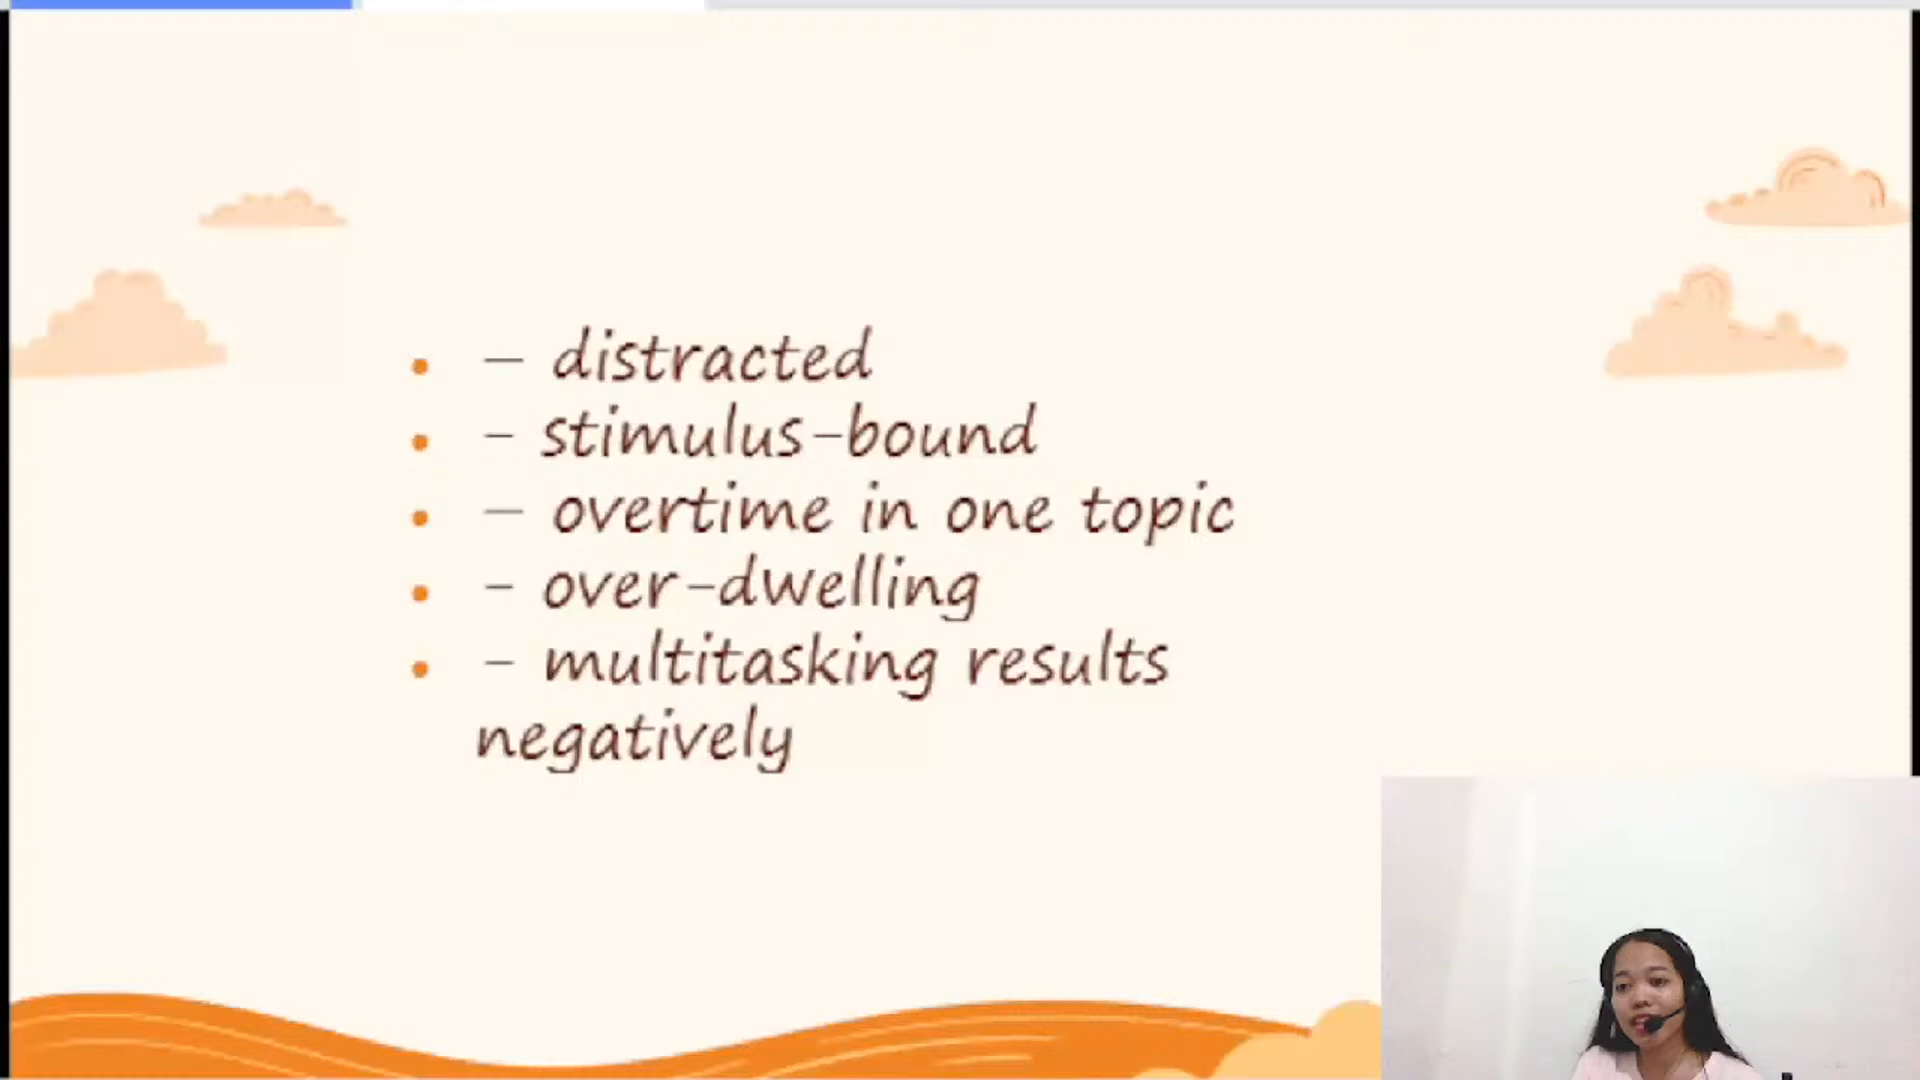 • – distracted
• - stimulus-bound
• – overtime in one topic
• - over-dwelling
• - multitasking results
negatively